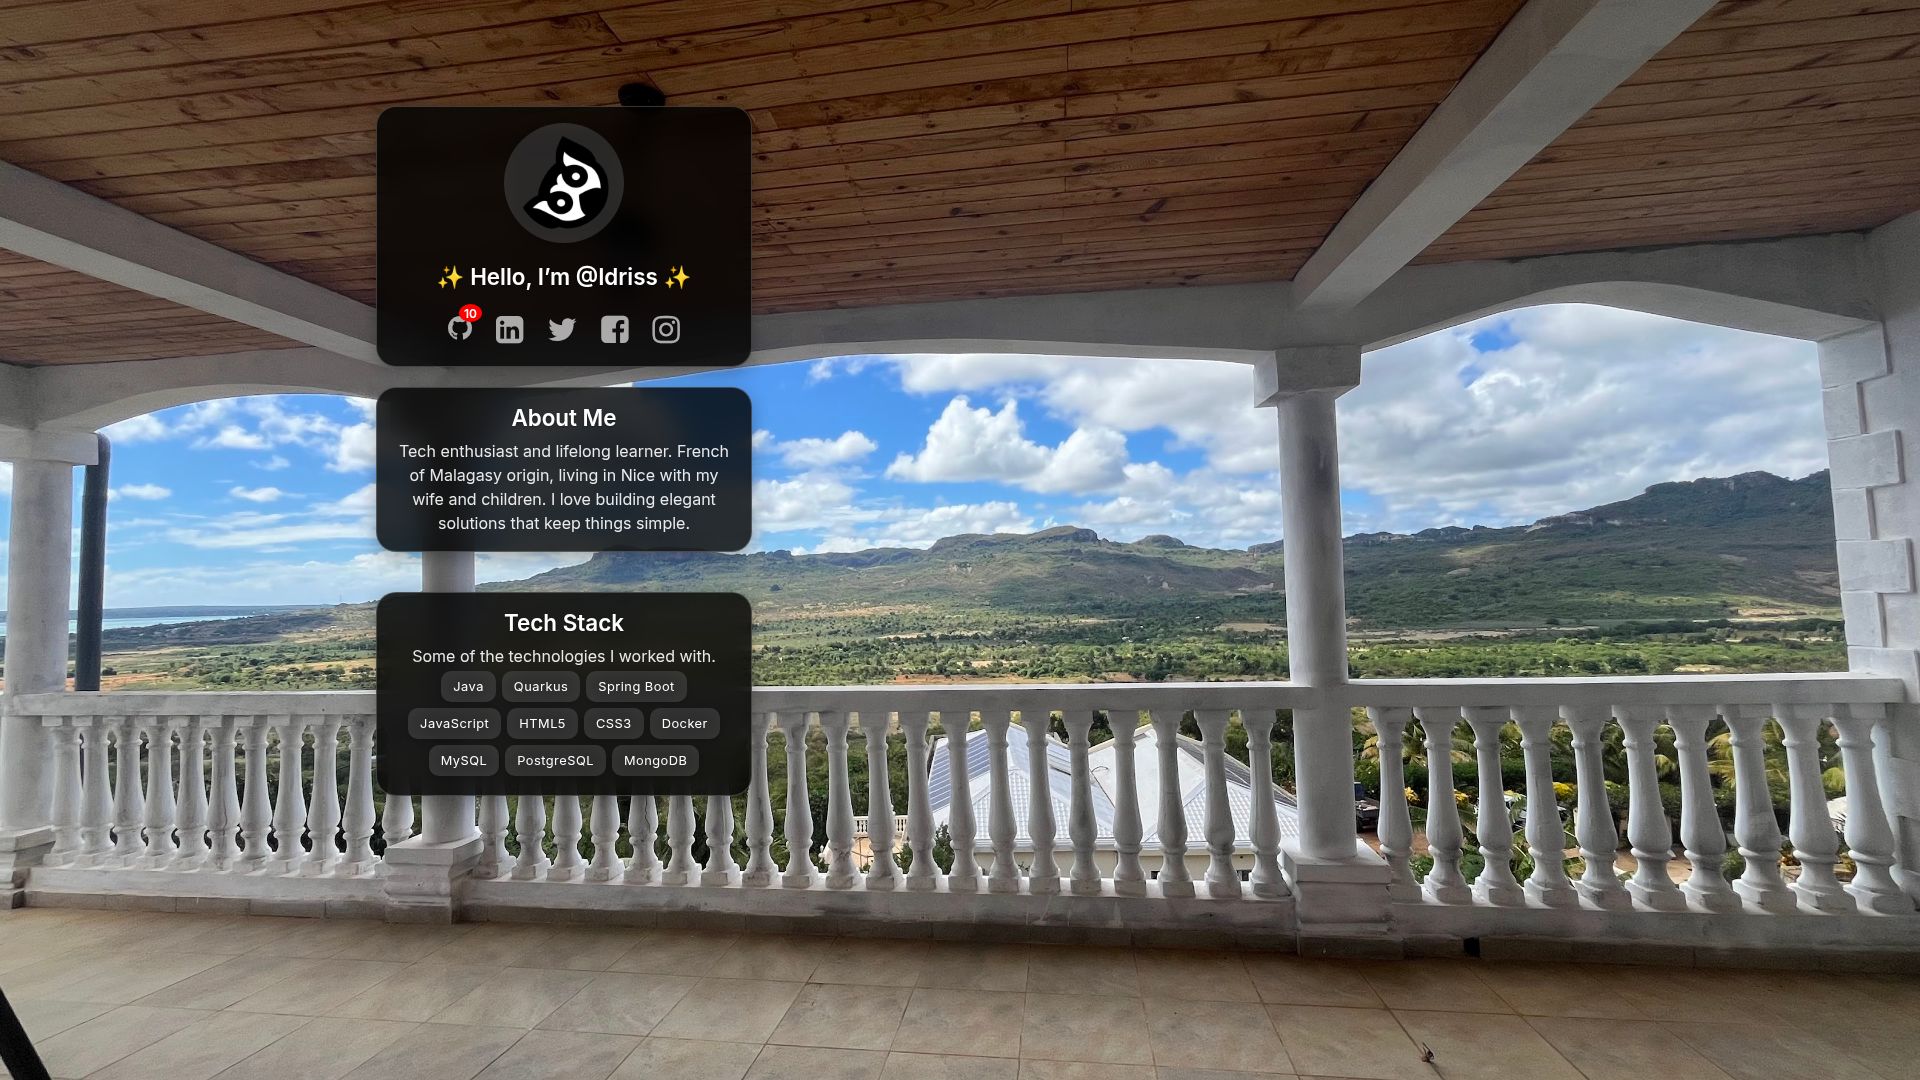 ✨ Hello, I’m @Idriss ✨
10
About Me
Tech enthusiast and lifelong learner. French
of Malagasy origin, living in Nice with my
wife and children. I love building elegant
solutions that keep things simple.
Tech Stack
Some of the technologies I worked with.
Java Quarkus Spring Boot
JavaScript HTML5 CSS3 Docker
MySQL PostgreSQL MongoDB